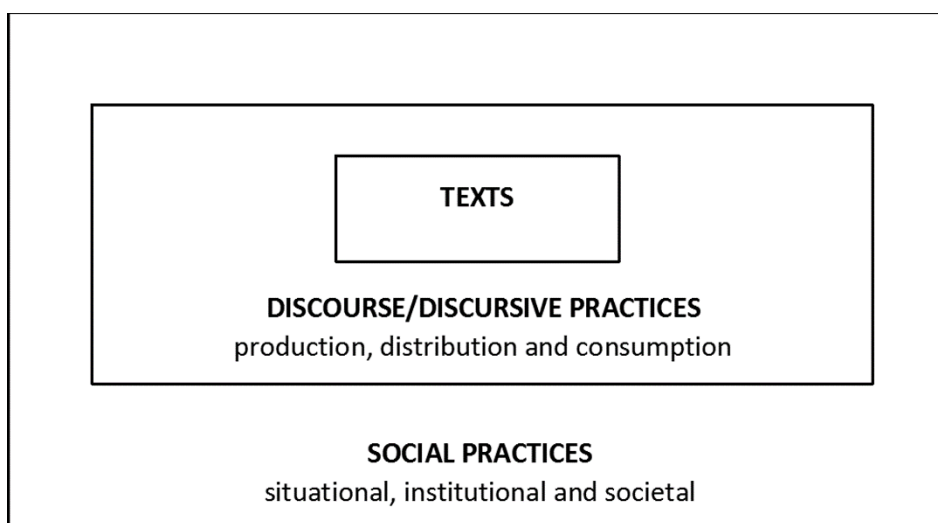 TEXTS
DISCOURSE/DISCURSIVE PRACTICES
production, distribution and consumption
SOCIAL PRACTICES
situational, institutional and societal